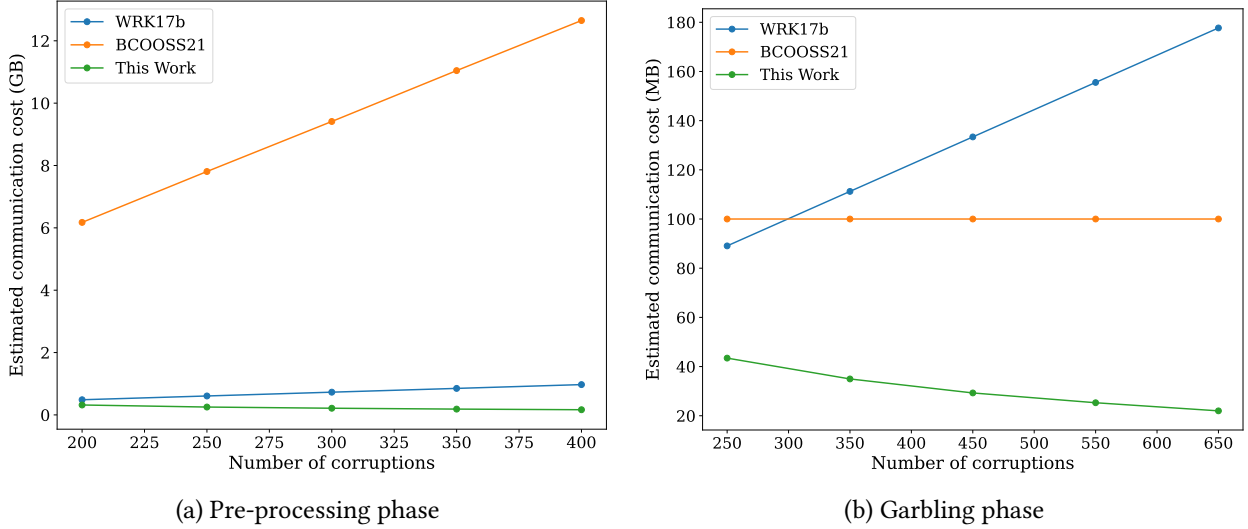 Estimated communication cost (GB)
12
10
8
6
4
2
0
WRK17b
BCOOSS21
This Work
200 225 250 275 300 325 350 375 400
Number of corruptions
(a) Pre-processing phase
Estimated communication cost (MB)
180
160
140
120
100
80
60
40
20
WRK17b
BCOOSS21
This Work
250 300 350 400 450 500 550 600 650
Number of corruptions
(b) Garbling phase